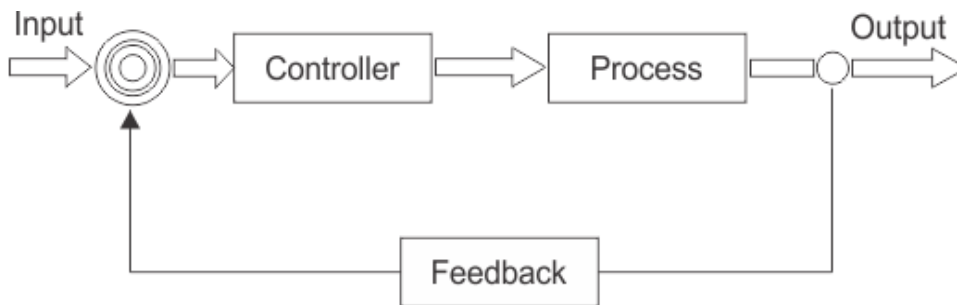 Input
Output
Controller
Process
Feedback